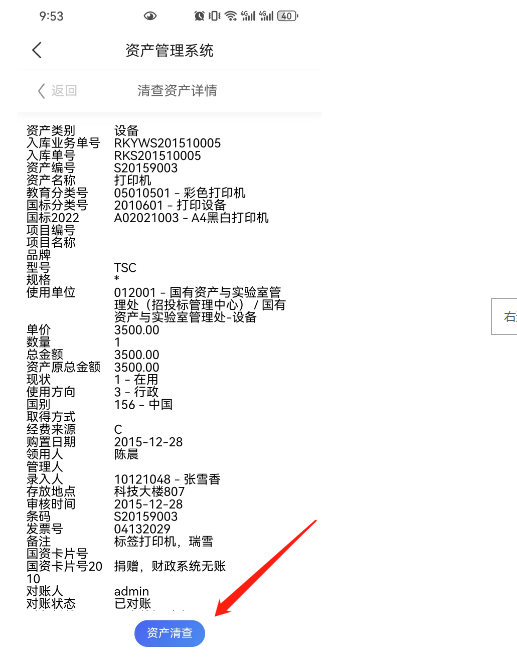 9:53
40
资产管理系统
返回 清查资产详情
资产类别 设备
入库业务单号 RKYWS201510005
入库单号 RKS201510005
资产编号 S20159003
资产名称 打印机
教育分类号 05010501 - 彩色打印机
国标分类号 2010601 - 打印设备
国标2022 A02021003 - A4黑白打印机
项目编号
项目名称
品牌
型号 TSC
规格 *
使用单位 012001 - 国有资产与实验室管
理处（招投标管理中心） / 国有
资产与实验室管理处-设备
单价 3500.00
数量 1
总金额 3500.00
资产原总金额 3500.00
现状 1 - 在用
使用方向 3 - 行政
国别 156 - 中国
取得方式
经费来源 C
购置日期 2015-12-28
领用人 陈晨
管理人
录入人 10121048 - 张雪香
存放地点 科技大楼807
审核时间 2015-12-28
条码 S20159003
发票号 04132029
备注 标签打印机，瑞雪
国资卡片号
国资卡片号20 捐赠，财政系统无账
10
对账人 admin
对账状态 已对账
资产清查
右